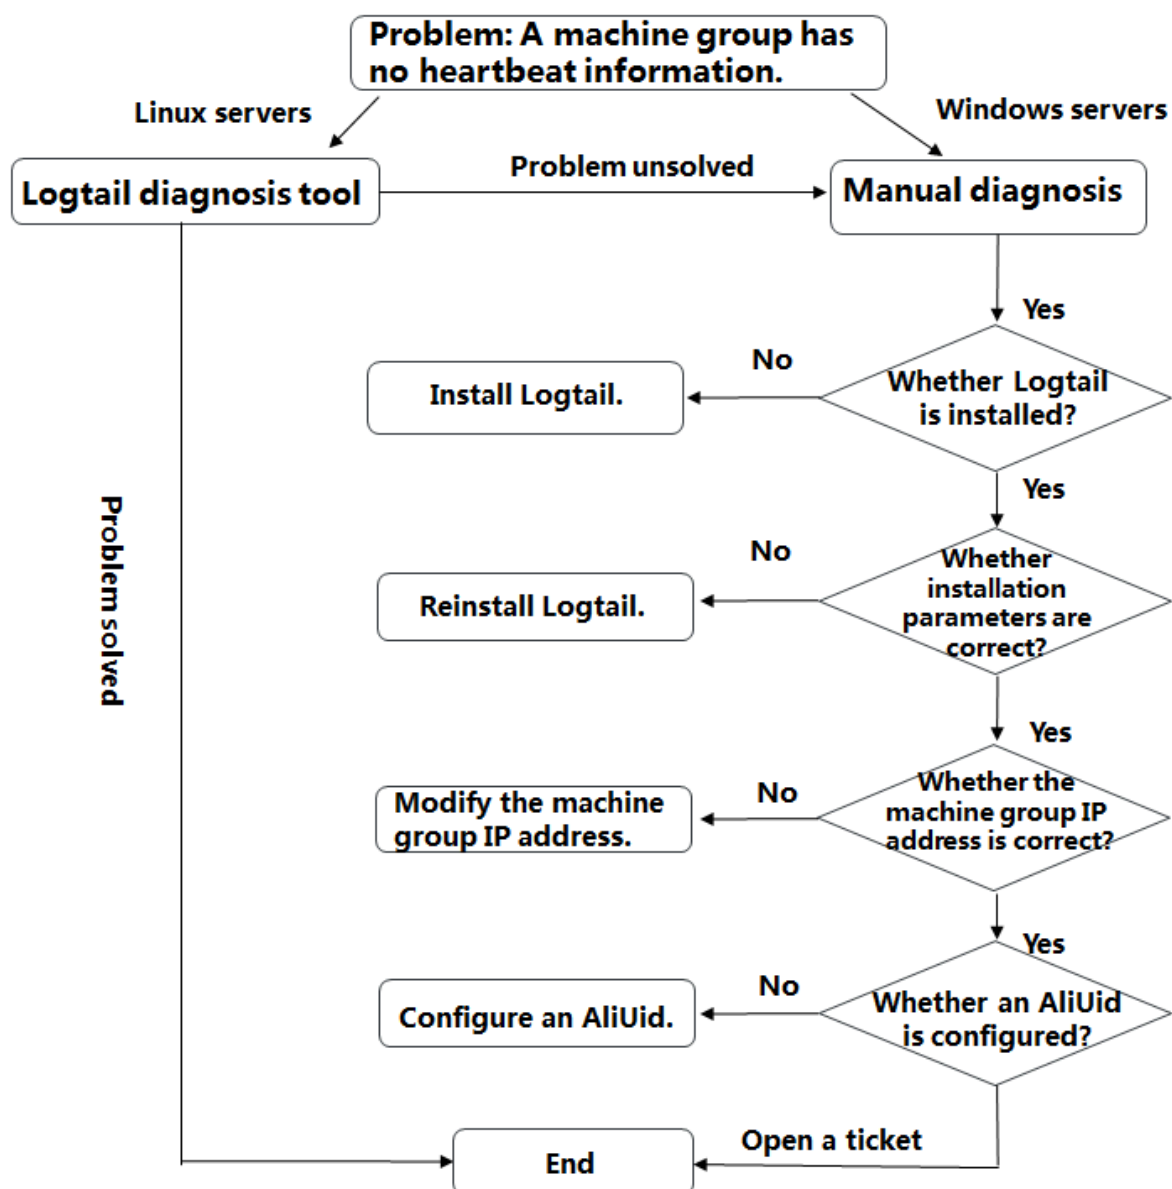 Problem: A machine group has
no heartbeat information.
Linux servers
Windows servers
Logtail diagnosis tool
Problem unsolved
Manual diagnosis
Yes
No
Whether Logtail
is installed?
Install Logtail.
Yes
No
Whether
installation
parameters are
correct?
Reinstall Logtail.
Problem solved
Yes
No
Whether the
machine group IP
address is correct?
Modify the machine
group IP address.
Yes
No
Whether an AliUid
is configured?
Configure an AliUid.
Open a ticket
End